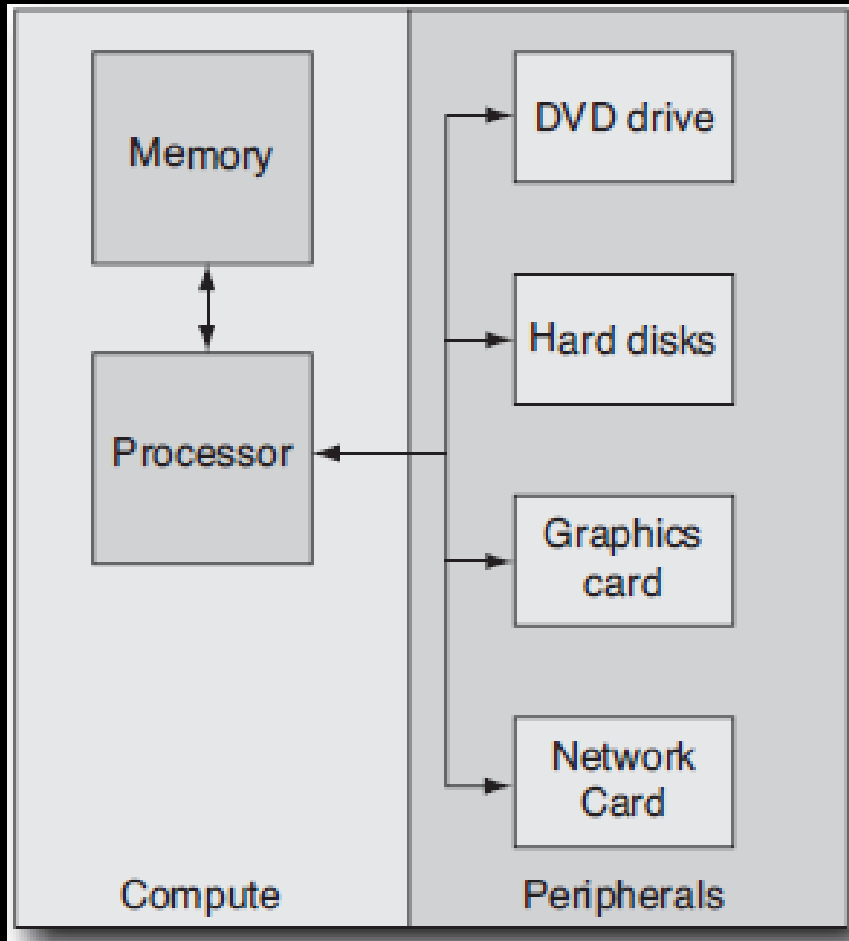 Memory
Processor
Compute
DVD drive
Hard disks
Graphics
card
Network
Card
Peripherals